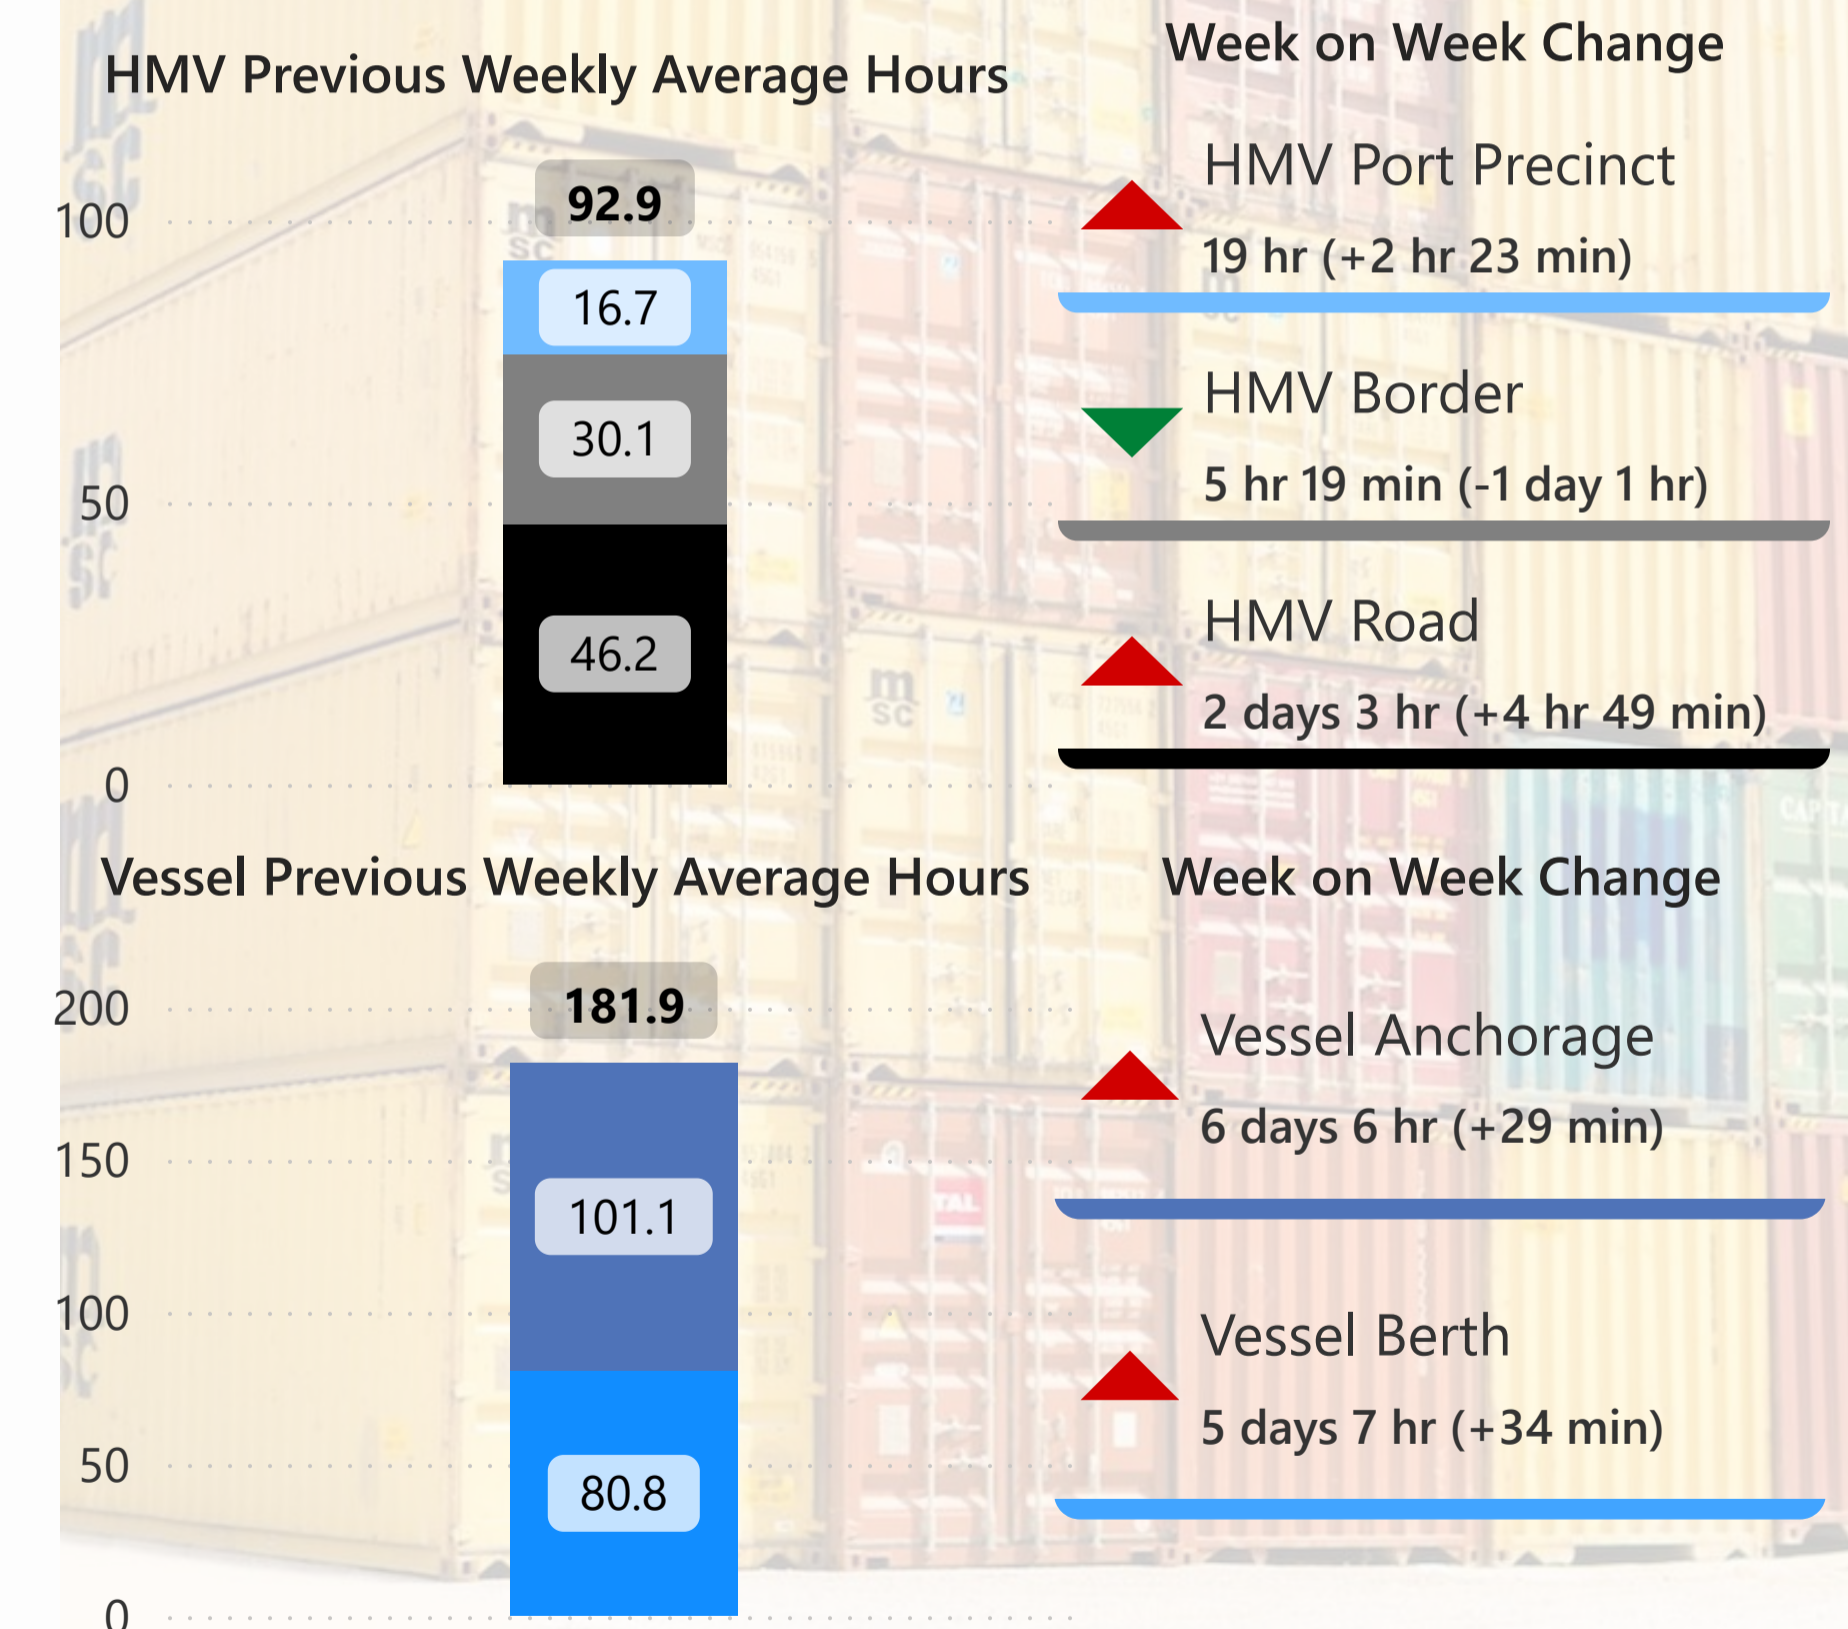 HMV Previous Weekly Average Hours
100
92.9
16.7
30.1
50
46.2
0
Week on Week Change
HMV Port Precinct
19 hr (+2 hr 23 min)
HMV Border
5 hr 19 min (-1 day 1 hr)
HMV Road
2 days 3 hr (+4 hr 49 min)
Vessel Previous Weekly Average Hours
200
181.9
150
101.1
100
50
80.8
0
Week on Week Change
Vessel Anchorage
6 days 6 hr (+29 min)
Vessel Berth
5 days 7 hr (+34 min)
msc
msc
TAL